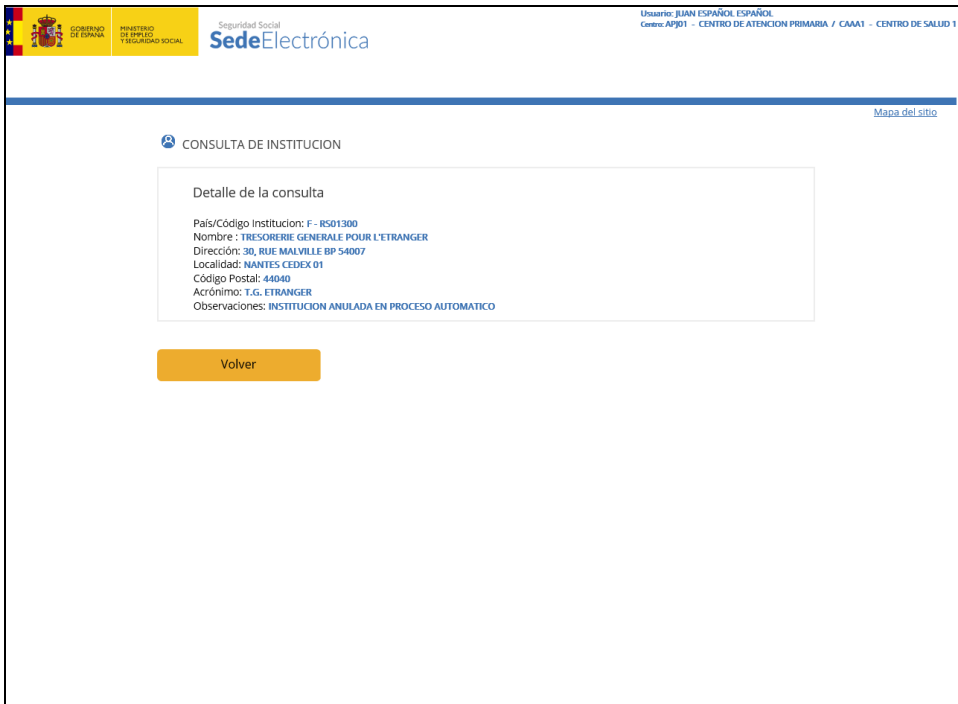 GOBIERNO
DE ESPAÑA
MINISTERIO
DE EMPLEO
Y SEGURIDAD SOCIAL
Seguridad Social
SedeElectrónica
Usuario: JUAN ESPAÑOL ESPAÑOL
Centro: APJ01 - CENTRO DE ATENCION PRIMARIA / CAAA1 - CENTRO DE SALUD 1
Mapa del sitio
CONSULTA DE INSTITUCION
Detalle de la consulta
País/Código Institucion: F - RS01300
Nombre : TRESORERIE GENERALE POUR L'ETRANGER
Dirección: 30, RUE MALVILLE BP 54007
Localidad: NANTES CEDEX 01
Código Postal: 44040
Acrónimo: T.G. ETRANGER
Observaciones: INSTITUCION ANULADA EN PROCESO AUTOMATICO
Volver